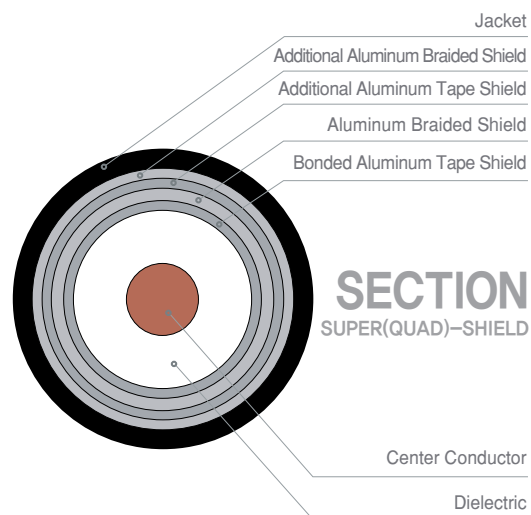 Jacket
Additional Aluminum Braided Shield
Additional Aluminum Tape Shield
Aluminum Braided Shield
Bonded Aluminum Tape Shield
SECTION
SUPER(QUAD)–SHIELD
Center Conductor
Dielectric